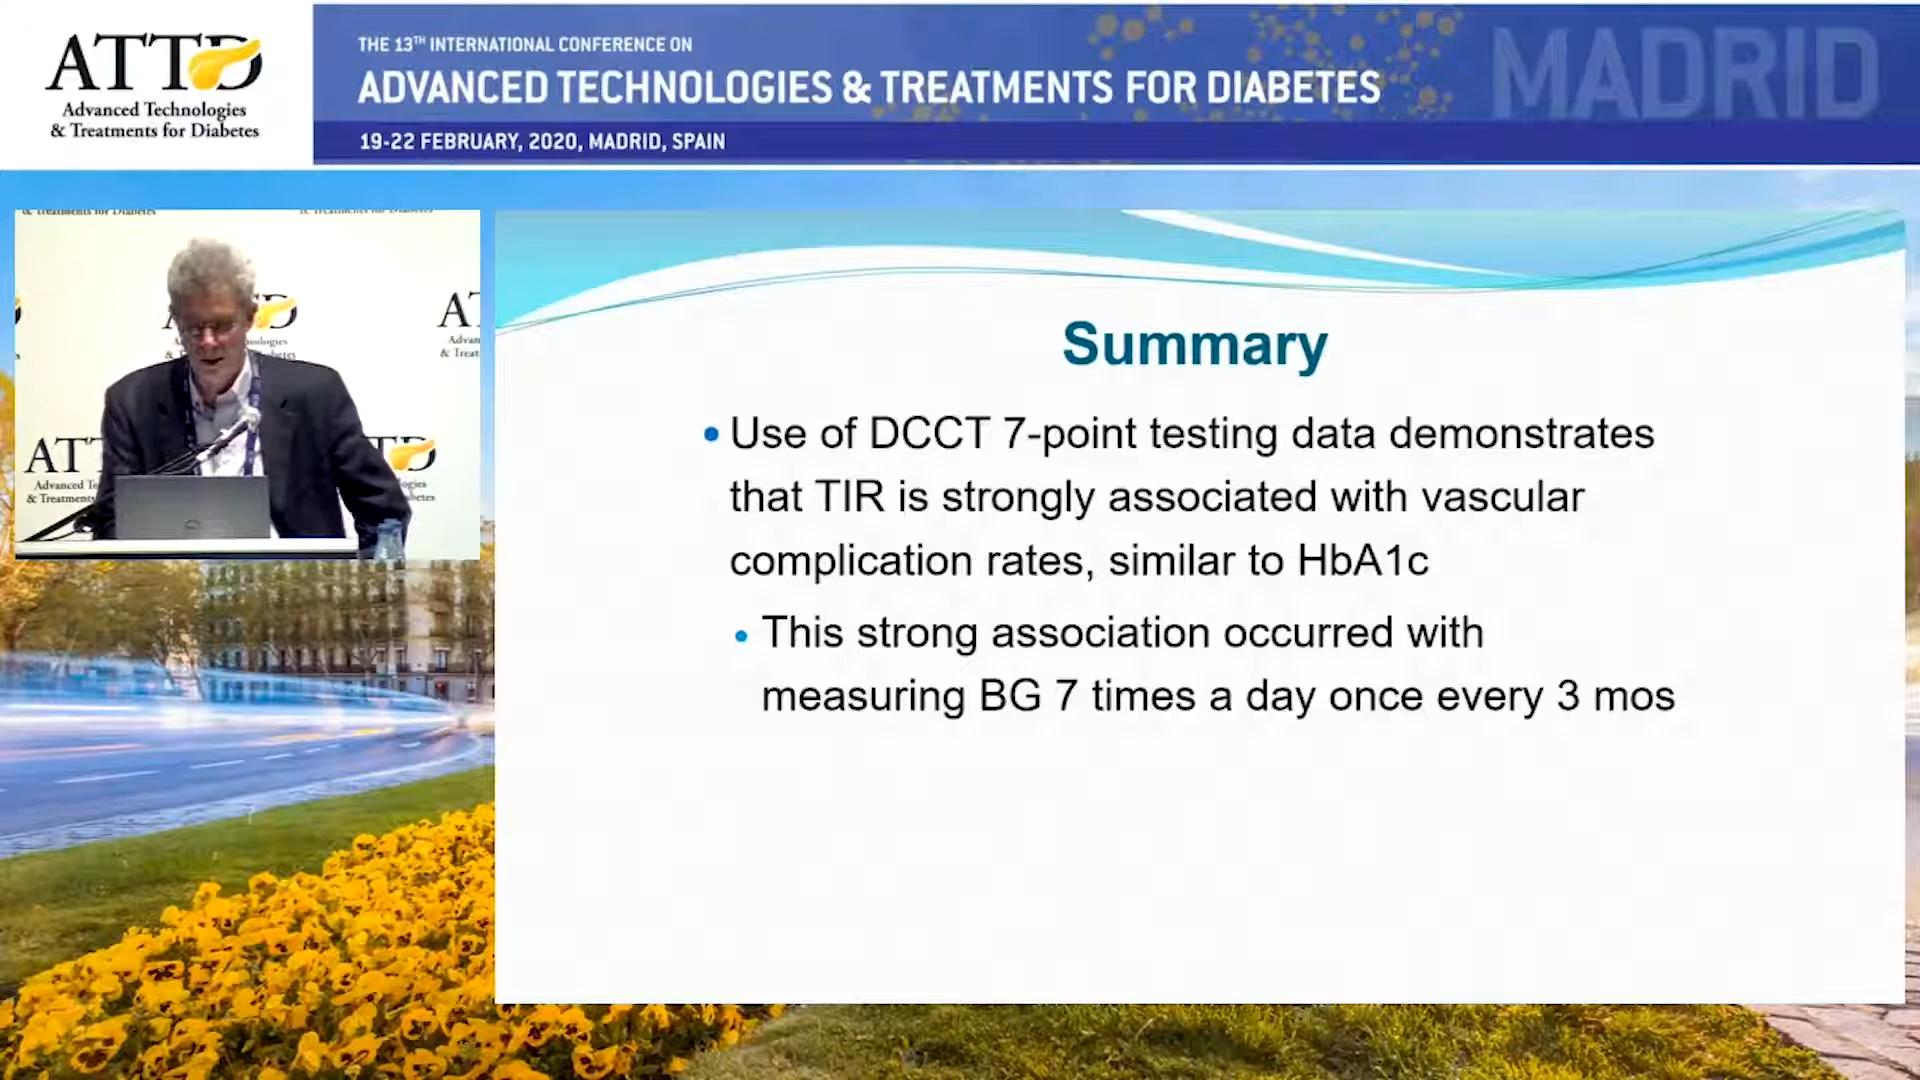 ATTD
Advanced Technologies
& Treatments for Diabetes
THE 13TH INTERNATIONAL CONFERENCE ON
ADVANCED TECHNOLOGIES & TREATMENTS FOR DIABETES
19-22 FEBRUARY, 2020, MADRID, SPAIN
MADRID
Summary
• Use of DCCT 7-point testing data demonstrates
that TIR is strongly associated with vascular
complication rates, similar to HbA1c
• This strong association occurred with
measuring BG 7 times a day once every 3 mos